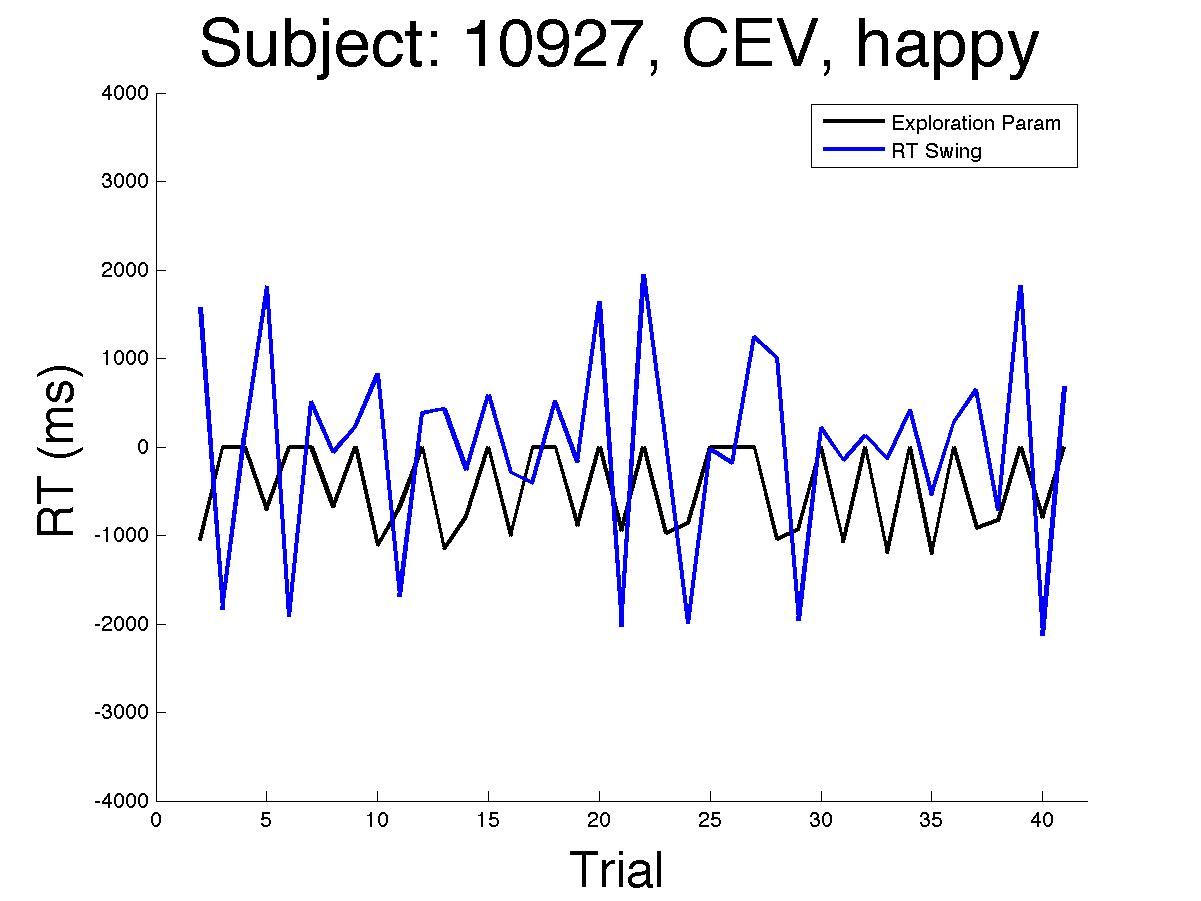 Subject: 10927, CEV, happy
Exploration Param
RT Swing
4000
3000
2000
1000
0
-1000
-2000
-3000
-4000
RT (ms)
0 5 10 15 20 25 30 35 40
Trial